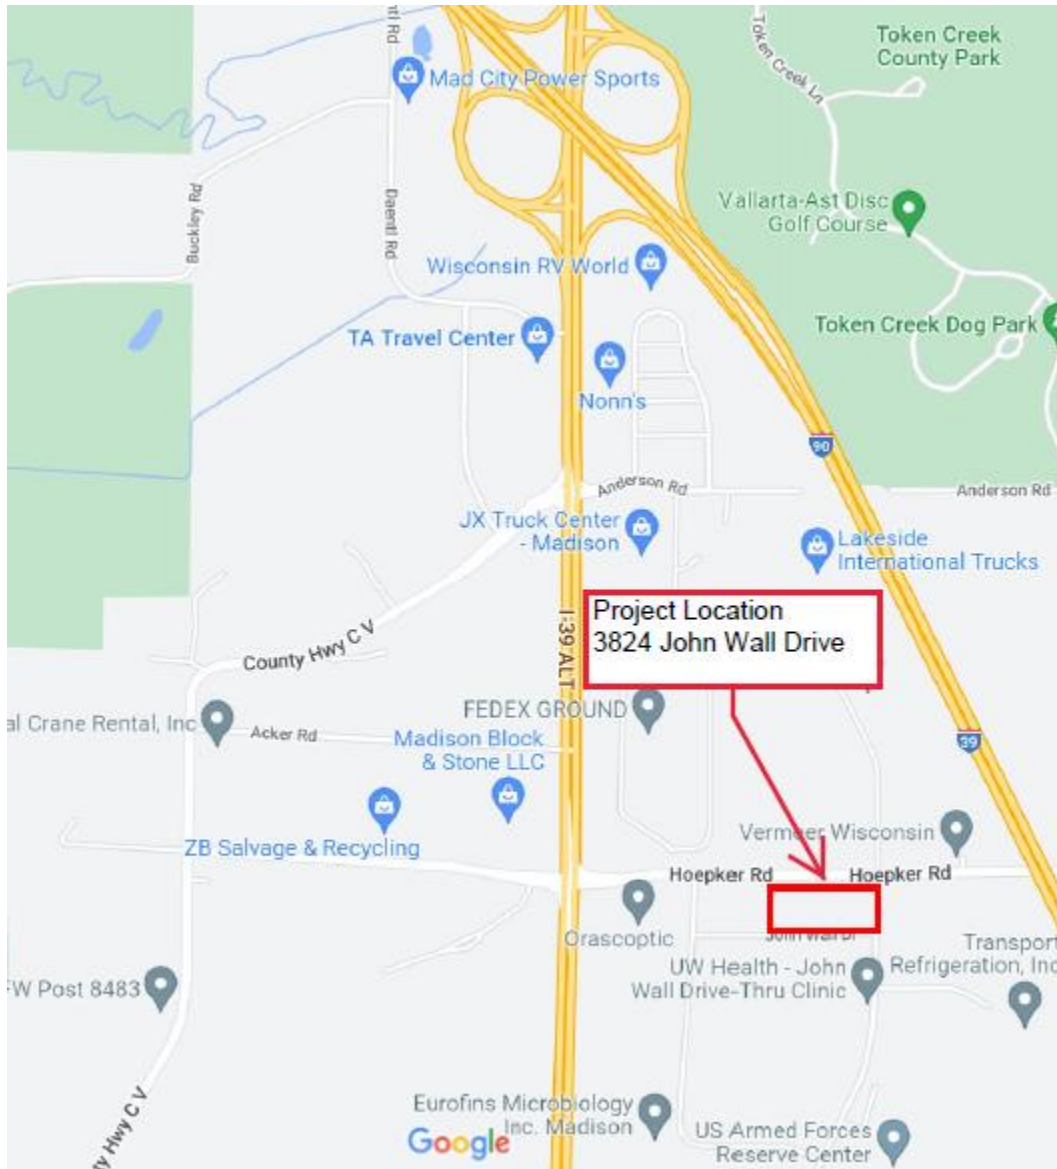 Token Creek
County Park
Token Creek Ln
Mad City Power Sports
Buckley Rd
Daentl Rd
Vallarta-Ast Disc
Golf Course
Wisconsin RV World
TA Travel Center
Token Creek Dog Park
Nonn's
90
Anderson Rd
Anderson Rd
JX Truck Center
- Madison
Lakeside
International Trucks
Project Location
3824 John Wall Drive
I-39 ALT
County Hwy C V
FEDEX GROUND
al Crane Rental, Inc
Acker Rd
39
Madison Block
& Stone LLC
Vermeer Wisconsin
ZB Salvage & Recycling
Hoepker Rd
Hoepker Rd
Orascoptic
John Wall Dr
Transport
Refrigeration, Inc
UW Health - John
Wall Drive-Thru Clinic
FW Post 8483
Eurofins Microbiology
Inc. Madison
US Armed Forces
Reserve Center
Hwy C V
Google